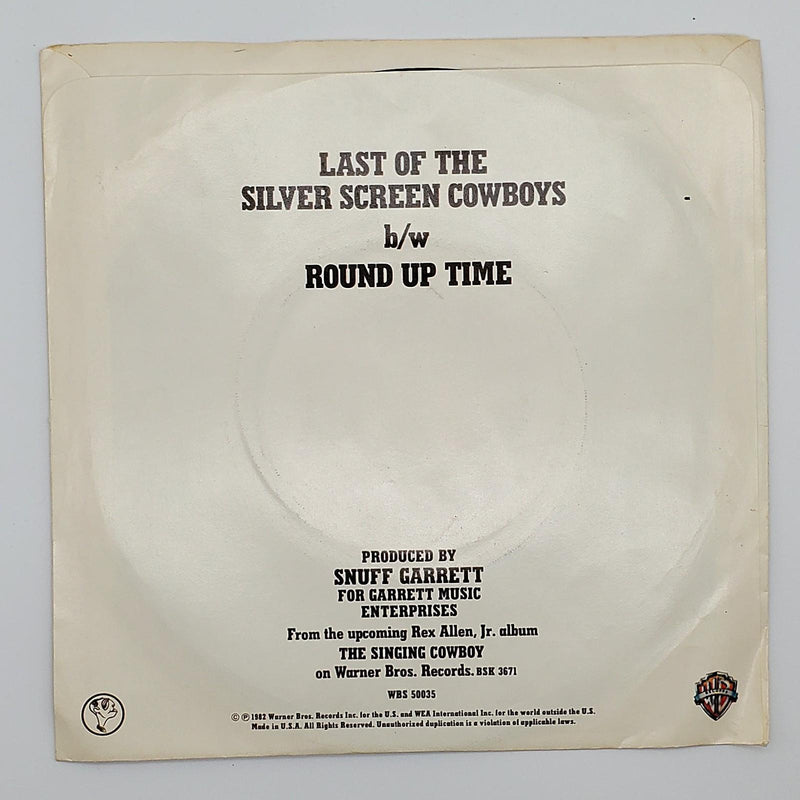 LAST OF THE
SILVER SCREEN COWBOYS
b/w
ROUND UP TIME
PRODUCED BY
SNUFF GARRETT
FOR GARRETT MUSIC
ENTERPRISES
From the upcoming Rex Allen, Jr. album
THE SINGING COWBOY
on Warner Bros. Records. BSK 3671
WBS 50035
© ℗ 1982 Warner Bros. Records Inc. for the U.S. and WEA International Inc. for the world outside the U.S.
Made in U.S.A. All Rights Reserved. Unauthorized duplication is a violation of applicable laws.